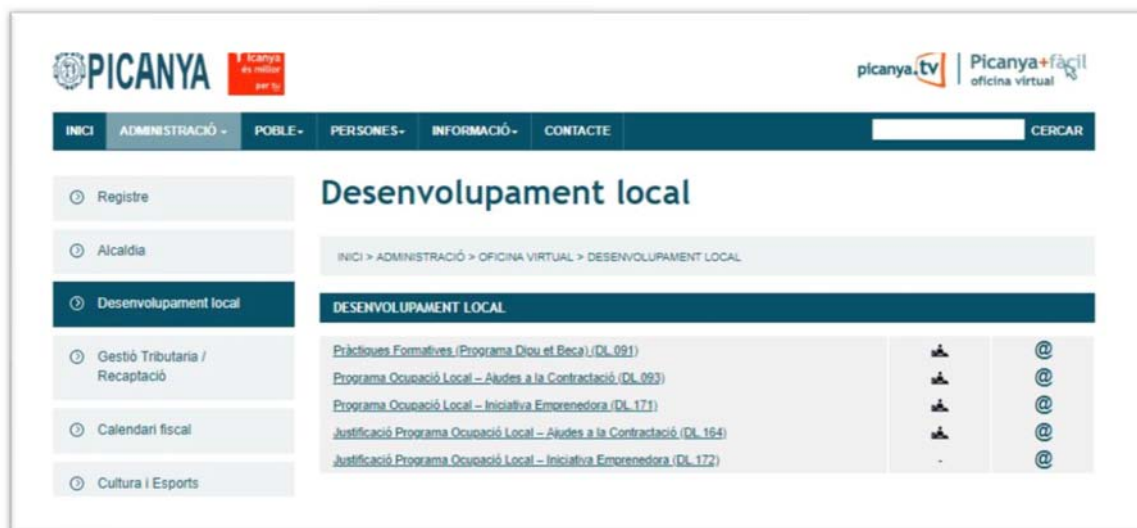 PICANYA
Picanya
és millor
per tu
picanya.tv
Picanya+fàcil
oficina virtual
INICI ADMINISTRACIÓ POBLE PERSONES INFORMACIÓ CONTACTE CERCAR
Registre
Alcaldia
Desenvolupament local
Gestió Tributaria /
Recaptació
Calendari fiscal
Cultura i Esports
Desenvolupament local
INICI > ADMINISTRACIÓ > OFICINA VIRTUAL > DESENVOLUPAMENT LOCAL
DESENVOLUPAMENT LOCAL
Pràctiques Formatives (Programa Dipu et Beca) (DL.091) @
Programa Ocupació Local – Ajudes a la Contractació (DL.093) @
Programa Ocupació Local – Iniciativa Emprenedora (DL.171) @
Justificació Programa Ocupació Local – Ajudes a la Contractació (DL.164) @
Justificació Programa Ocupació Local – Iniciativa Emprenedora (DL.172) - @